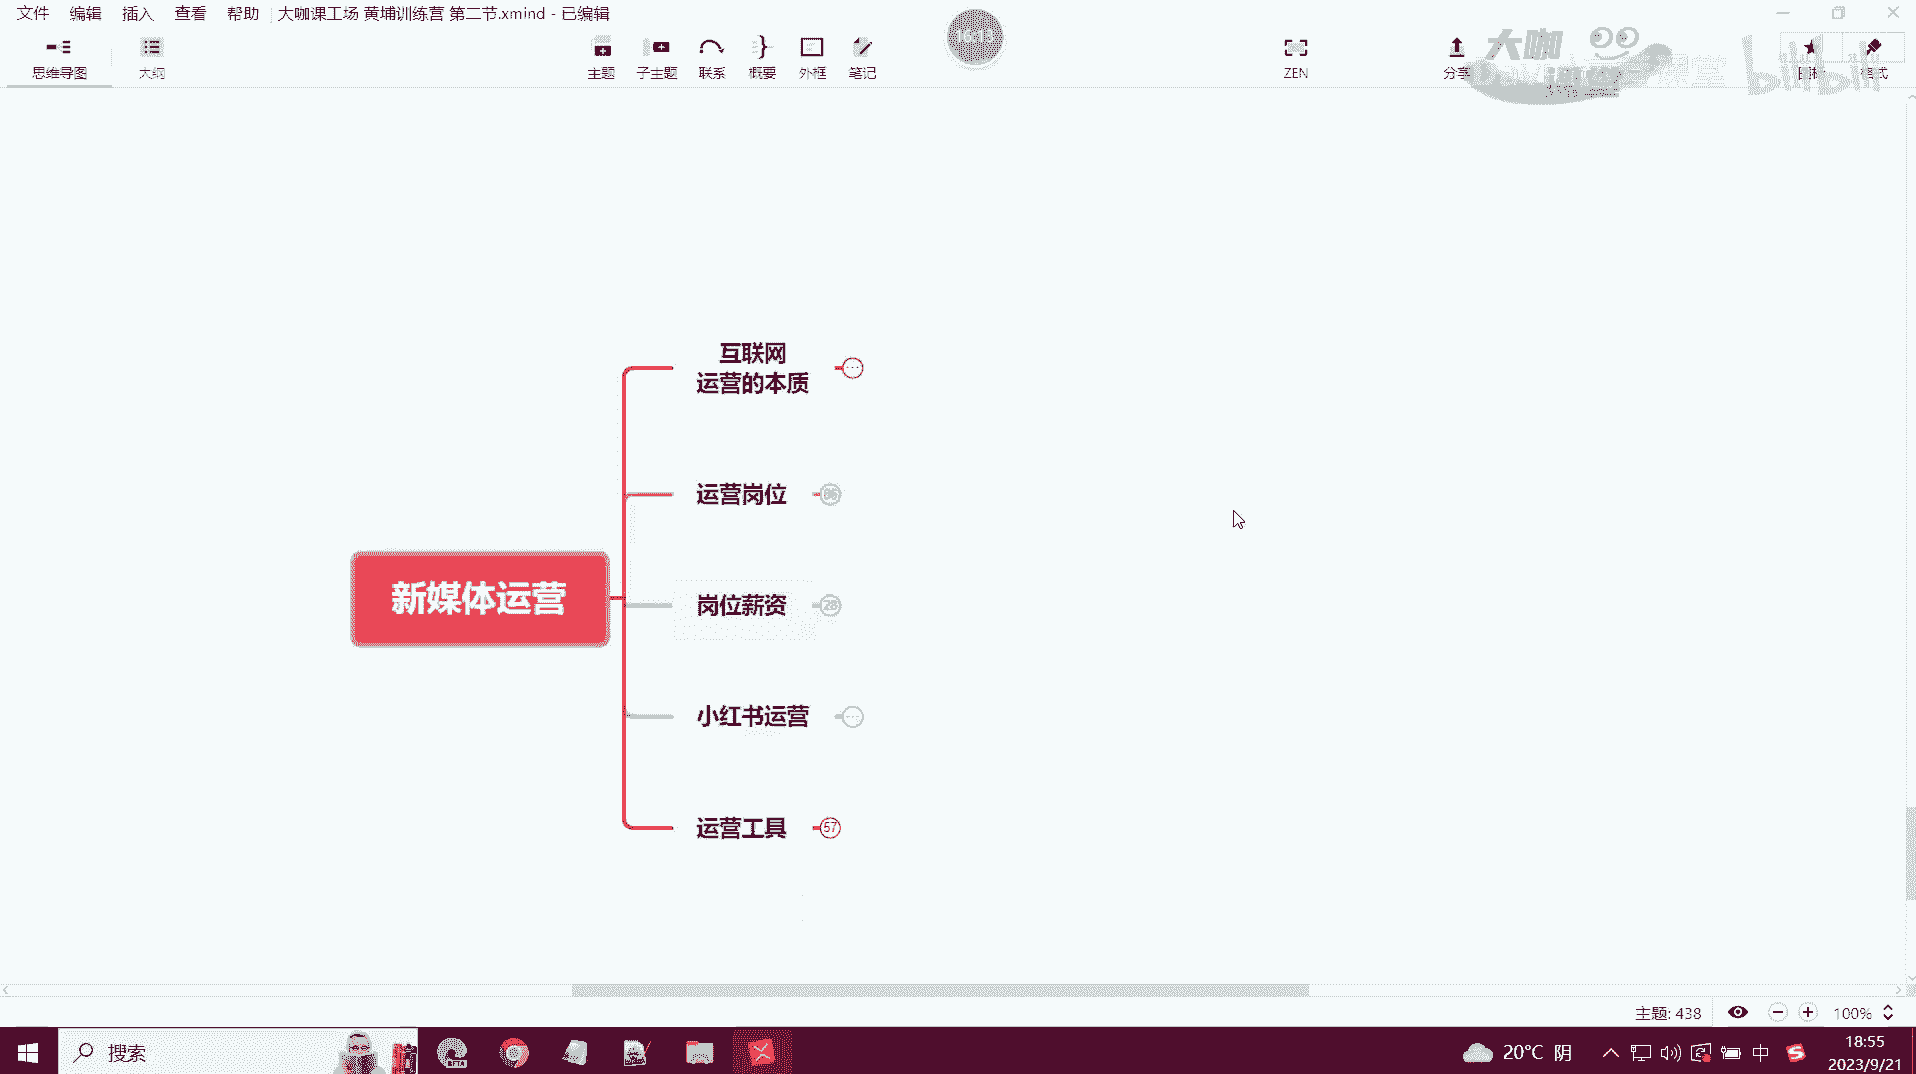 文件 编辑 插入 查看 帮助 大咖课工场 黄埔训练营 第二节.xmind - 已编辑
思维导图 大纲 主题 子主题 联系 概要 外框 笔记 ZEN 分享
大咖
bilibili
互联网
运营的本质
运营岗位
新媒体运营
岗位薪资 28
小红书运营
运营工具 57
主题: 438 100%
搜索
20°C 阴 中
18:55
2023/9/21